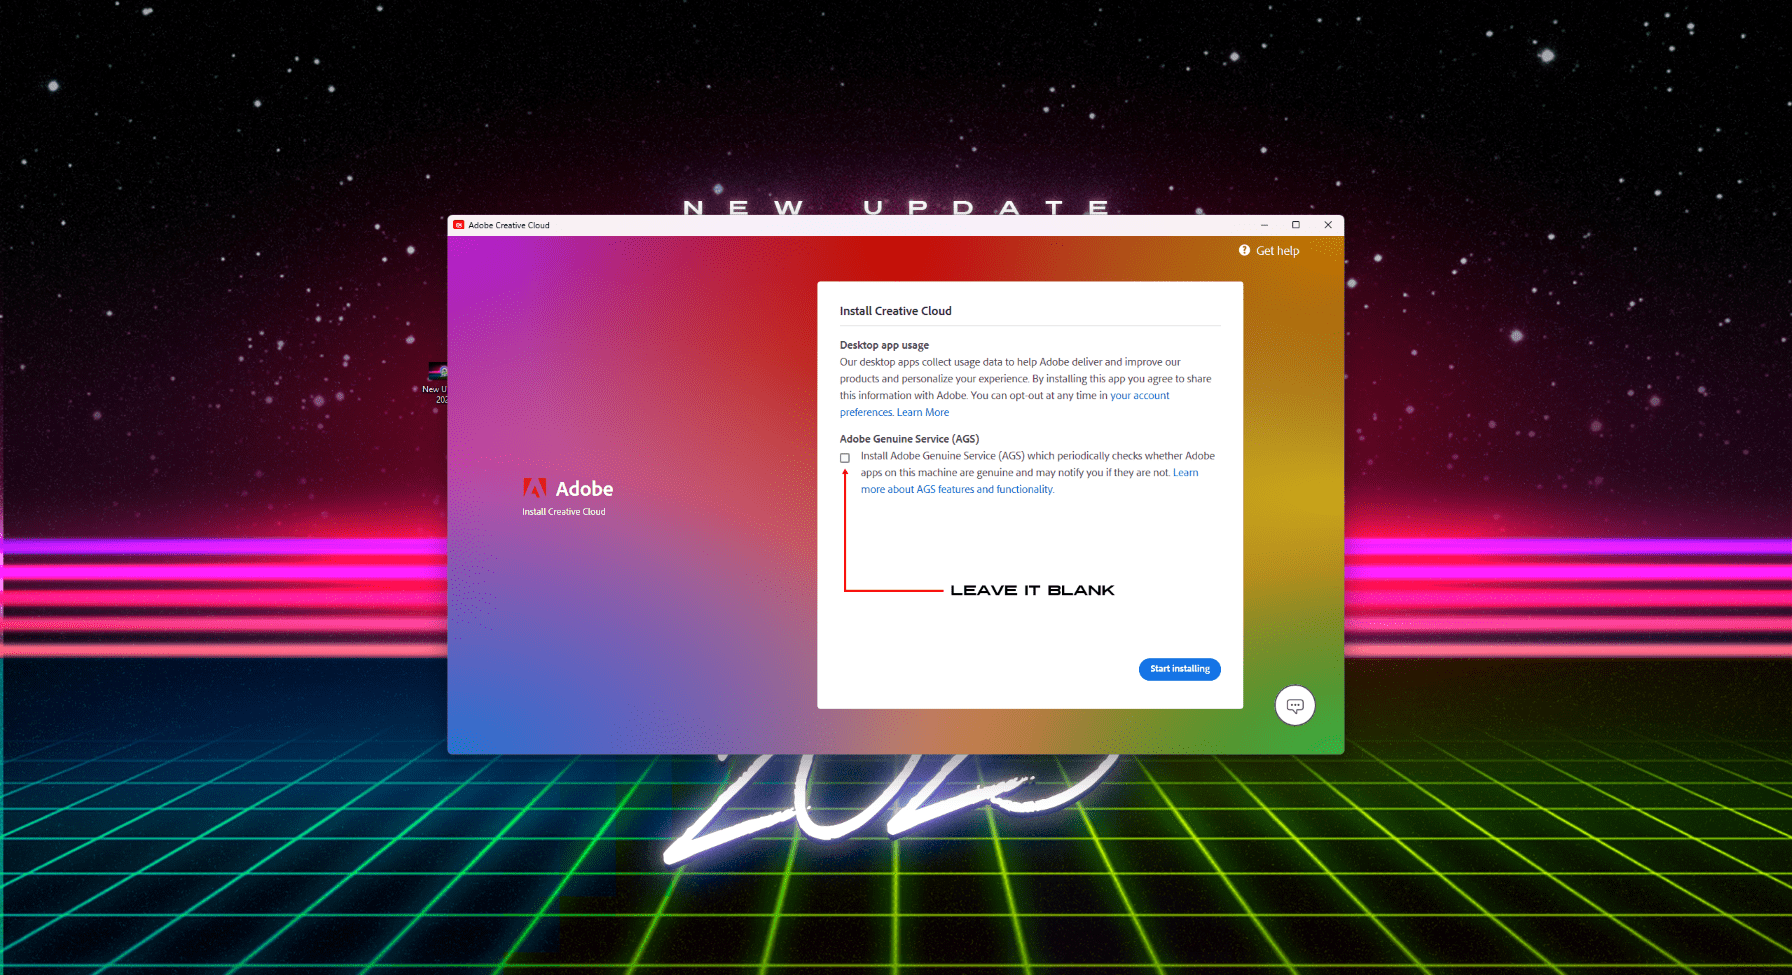 NEW UPDATE
Adobe Creative Cloud
Get help
Install Creative Cloud
Desktop app usage
Our desktop apps collect usage data to help Adobe deliver and improve our
products and personalize your experience. By installing this app you agree to share
this information with Adobe. You can opt-out at any time in your account
preferences. Learn More
Adobe Genuine Service (AGS)
Install Adobe Genuine Service (AGS) which periodically checks whether Adobe
apps on this machine are genuine and may notify you if they are not. Learn
more about AGS features and functionality.
Adobe
Install Creative Cloud
LEAVE IT BLANK
Start installing
New U